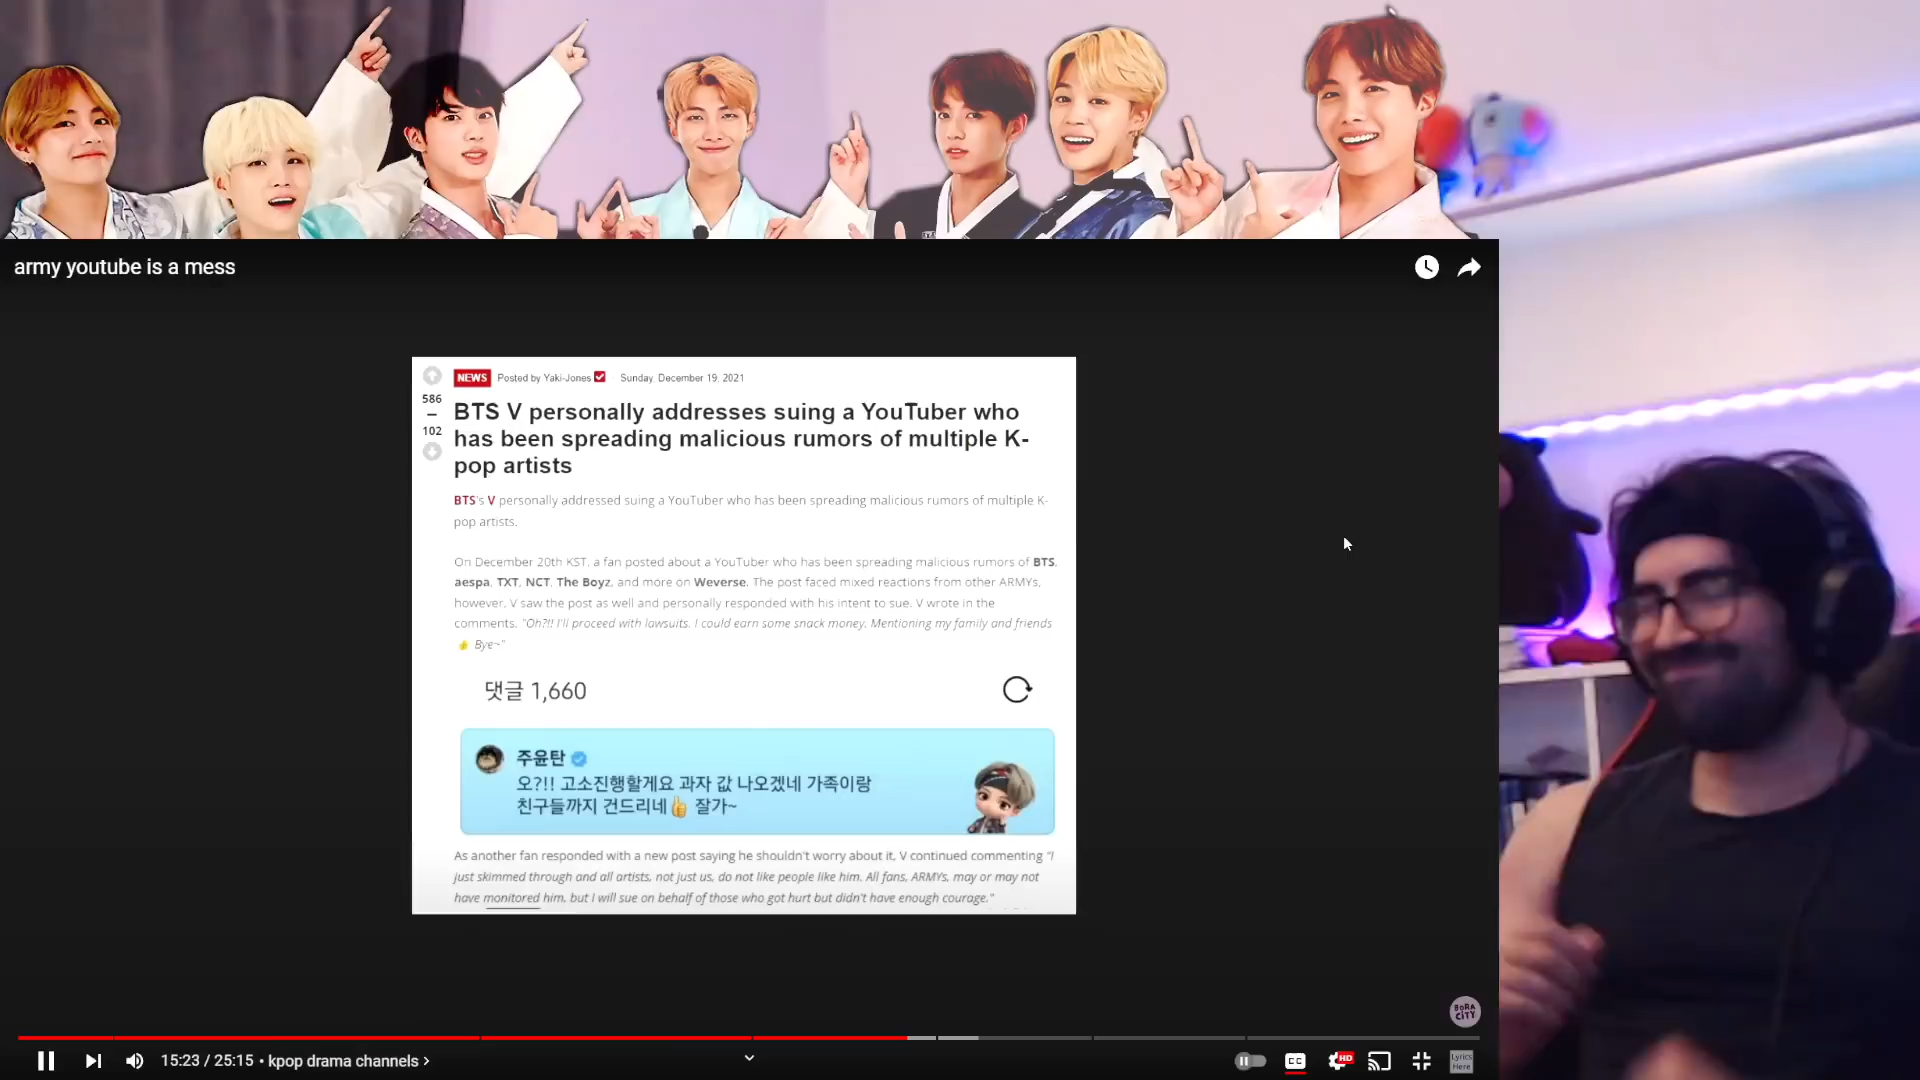 army youtube is a mess
586
102
NEWS Posted by Yaki-Jones Sunday, December 19, 2021
BTS V personally addresses suing a YouTuber who
has been spreading malicious rumors of multiple K-
pop artists
BTS's V personally addressed suing a YouTuber who has been spreading malicious rumors of multiple K-
pop artists.
On December 20th KST, a fan posted about a YouTuber who has been spreading malicious rumors of BTS,
aespa, TXT, NCT, The Boyz, and more on Weverse. The post faced mixed reactions from other ARMYs,
however, V saw the post as well and personally responded with his intent to sue. V wrote in the
comments, "Oh?!! I'll proceed with lawsuits. I could earn some snack money. Mentioning my family and friends
👍 Bye~"
댓글 1,660
주윤탄
오?!! 고소진행할게요 과자 값 나오겠네 가족이랑
친구들까지 건드리네👍 잘가~
As another fan responded with a new post saying he shouldn't worry about it, V continued commenting "I
just skimmed through and all artists, not just us, do not like people like him. All fans, ARMYs, may or may not
have monitored him, but I will sue on behalf of those who got hurt but didn't have enough courage."
BORA
CITY
15:23 / 25:15 • kpop drama channels ›
CC
HD
Lyrics
Here